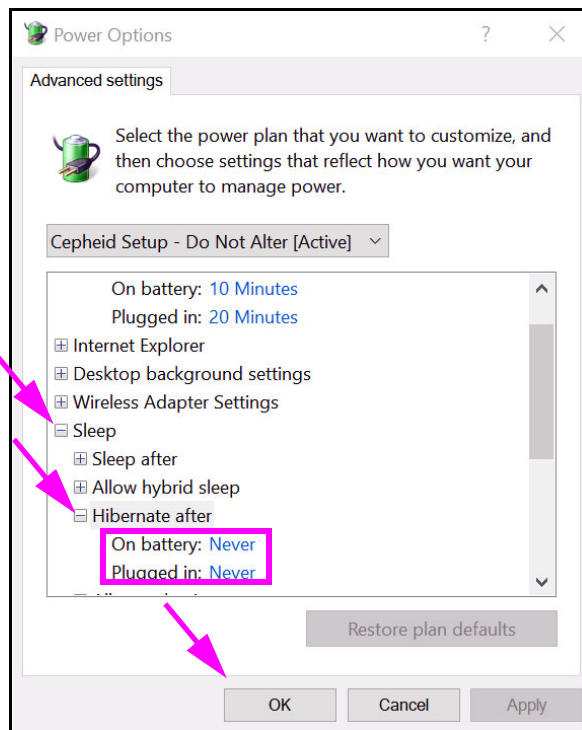 Power Options
Advanced settings
Select the power plan that you want to customize, and
then choose settings that reflect how you want your
computer to manage power.
Cepheid Setup - Do Not Alter [Active]
On battery: 10 Minutes
Plugged in: 20 Minutes
Internet Explorer
Desktop background settings
Wireless Adapter Settings
Sleep
Sleep after
Allow hybrid sleep
Hibernate after
On battery: Never
Plugged in: Never
Restore plan defaults
OK Cancel Apply